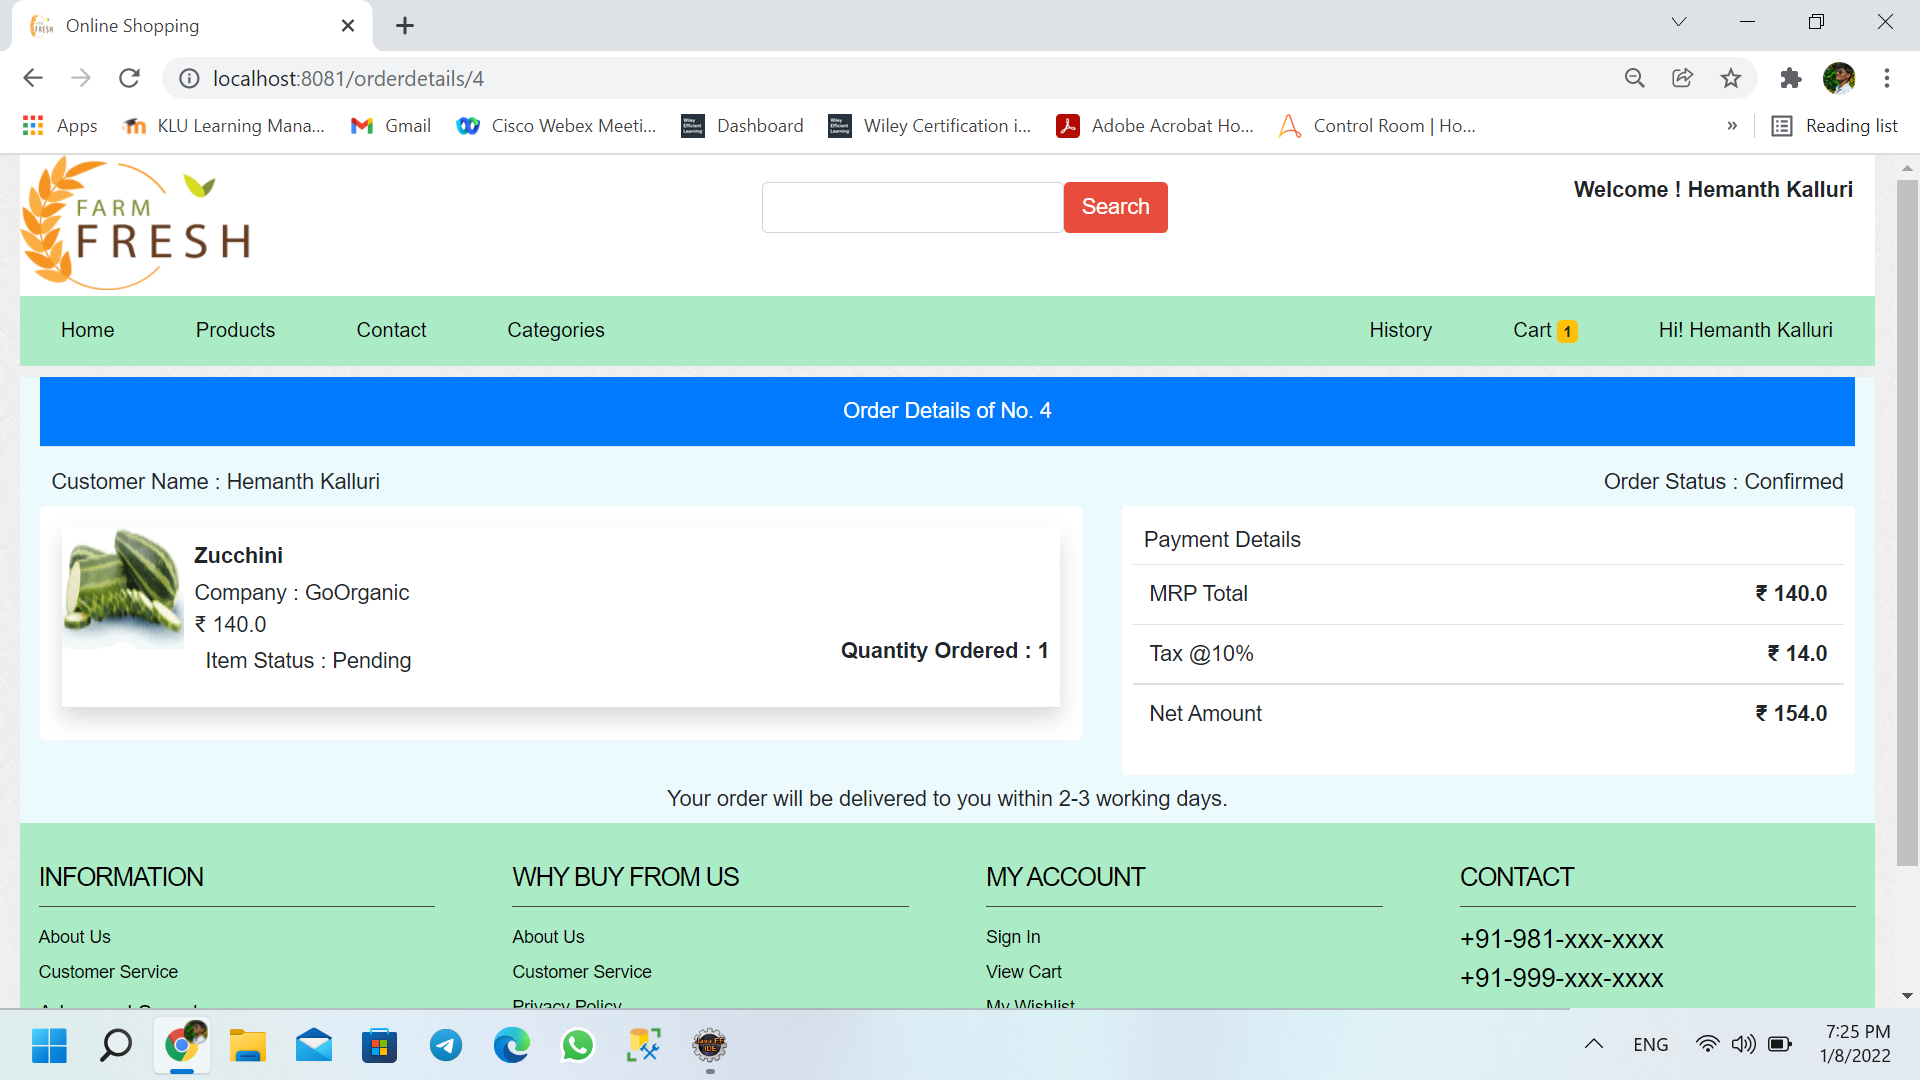 Online Shopping
localhost:8081/orderdetails/4
Apps
KLU Learning Mana...
Gmail
Cisco Webex Meeti...
Dashboard
Wiley Certification i...
Adobe Acrobat Ho...
Control Room | Ho...
»
Reading list
FARM
FRESH
Search
Welcome ! Hemanth Kalluri
Home
Products
Contact
Categories
History
Cart 1
Hi! Hemanth Kalluri
Order Details of No. 4
Customer Name : Hemanth Kalluri
Order Status : Confirmed
Zucchini
Company : GoOrganic
₹ 140.0
Item Status : Pending
Quantity Ordered : 1
Payment Details
MRP Total ₹ 140.0
Tax @10% ₹ 14.0
Net Amount ₹ 154.0
Your order will be delivered to you within 2-3 working days.
INFORMATION
About Us
Customer Service
WHY BUY FROM US
About Us
Customer Service
Privacy Policy
MY ACCOUNT
Sign In
View Cart
My Wishlist
CONTACT
+91-981-xxx-xxxx
+91-999-xxx-xxxx
ENG
7:25 PM
1/8/2022